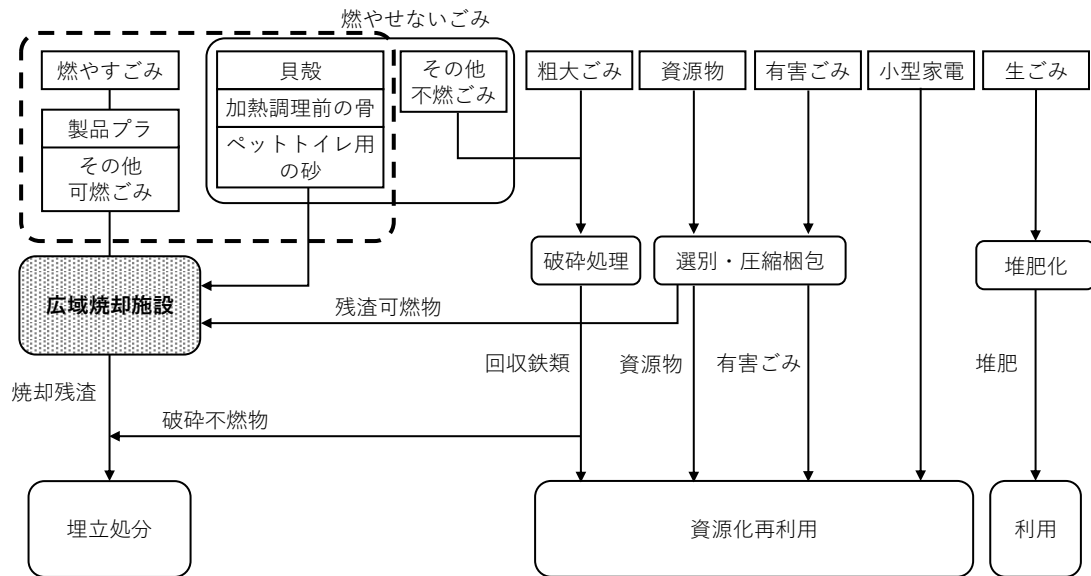 燃やせないごみ
燃やすごみ
製品プラ
その他
可燃ごみ
貝殻
加熱調理前の骨
ペットトイレ用
の砂
その他
不燃ごみ
粗大ごみ
資源物
有害ごみ
小型家電
生ごみ
破砕処理
選別・圧縮梱包
堆肥化
広域焼却施設
残渣可燃物
回収鉄類
資源物
有害ごみ
堆肥
焼却残渣
破砕不燃物
埋立処分
資源化再利用
利用